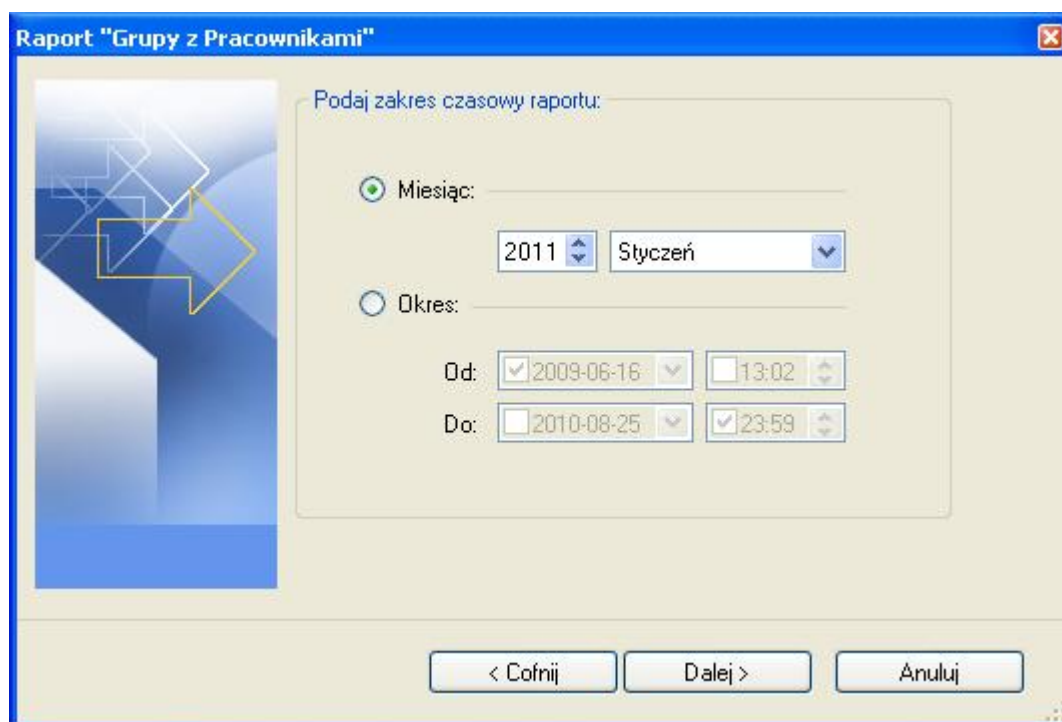 Raport "Grupy z Pracownikami"
Podaj zakres czasowy raportu:
Miesiąc:
2011 Styczeń
Okres:
Od: 2009-06-16 13:02
Do: 2010-08-25 23:59
< Cofnij Dalej > Anuluj